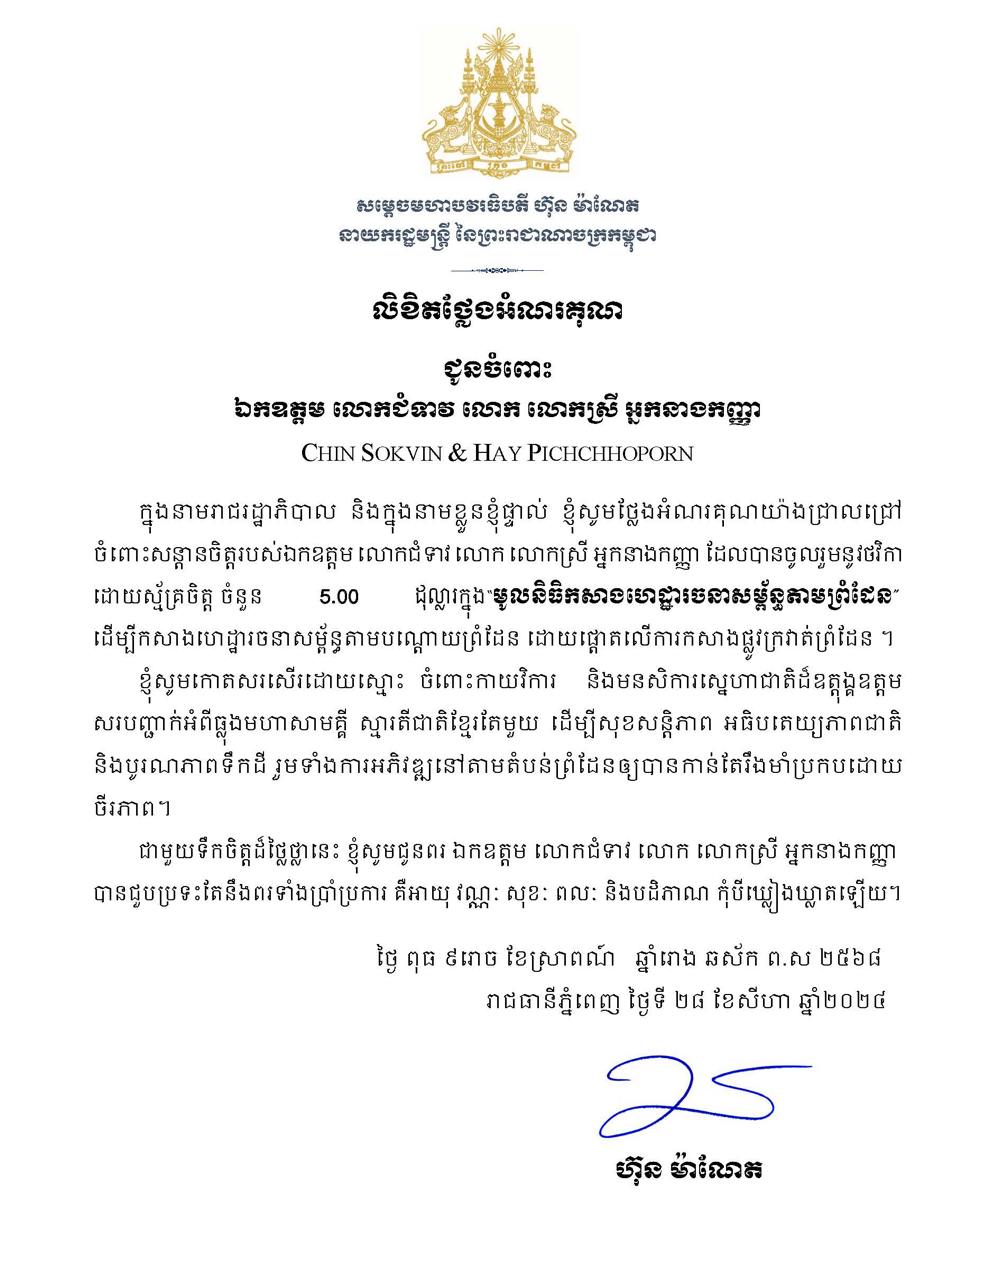 សម្តេចមហាបវរធិបតី ហ៊ុន ម៉ាណែត
នាយករដ្ឋមន្ត្រី នៃព្រះរាជាណាចក្រកម្ពុជា
លិខិតថ្លែងអំណរគុណ
ជូនចំពោះ
ឯកឧត្តម លោកជំទាវ លោក លោកស្រី អ្នកនាងកញ្ញា
CHIN SOKVIN & HAY PICHCHHOPORN
ក្នុងនាមរាជរដ្ឋាភិបាល និងក្នុងនាមខ្លួនខ្ញុំផ្ទាល់ ខ្ញុំសូមថ្លែងអំណរគុណយ៉ាងជ្រាលជ្រៅ
ចំពោះសន្តានចិត្តរបស់ឯកឧត្តម លោកជំទាវ លោក លោកស្រី អ្នកនាងកញ្ញា ដែលបានចូលរួមនូវថវិកា
ដោយស្ម័គ្រចិត្ត ចំនួន 5.00 ដុល្លារក្នុង“មូលនិធិកសាងហេដ្ឋារចនាសម្ព័ន្ធតាមព្រំដែន”
ដើម្បីកសាងហេដ្ឋារចនាសម្ព័ន្ធតាមបណ្តោយព្រំដែន ដោយផ្តោតលើការកសាងផ្លូវក្រវាត់ព្រំដែន ។
ខ្ញុំសូមកោតសរសើរដោយស្មោះ ចំពោះកាយវិការ និងមនសិការស្នេហាជាតិដ៏ឧត្តុង្គឧត្តម
សរបញ្ជាក់អំពីធ្លុងមហាសាមគ្គី ស្មារតីជាតិខ្មែរតែមួយ ដើម្បីសុខសន្តិភាព អធិបតេយ្យភាពជាតិ
និងបូរណភាពទឹកដី រួមទាំងការអភិវឌ្ឍនៅតាមតំបន់ព្រំដែនឲ្យបានកាន់តែរឹងមាំប្រកបដោយ
ចីរភាព។
ជាមួយទឹកចិត្តដ៏ថ្លៃថ្លានេះ ខ្ញុំសូមជូនពរ ឯកឧត្តម លោកជំទាវ លោក លោកស្រី អ្នកនាងកញ្ញា
បានជួបប្រទះតែនឹងពរទាំងប្រាំប្រការ គឺអាយុ វណ្ណៈ សុខៈ ពលៈ និងបដិភាណ កុំបីឃ្លៀងឃ្លាតឡើយ។
ថ្ងៃ ពុធ ៩រោច ខែស្រាពណ៍ ឆ្នាំរោង ឆស័ក ព.ស ២៥៦៨
រាជធានីភ្នំពេញ ថ្ងៃទី ២៨ ខែសីហា ឆ្នាំ២០២៤
ហ៊ុន ម៉ាណែត